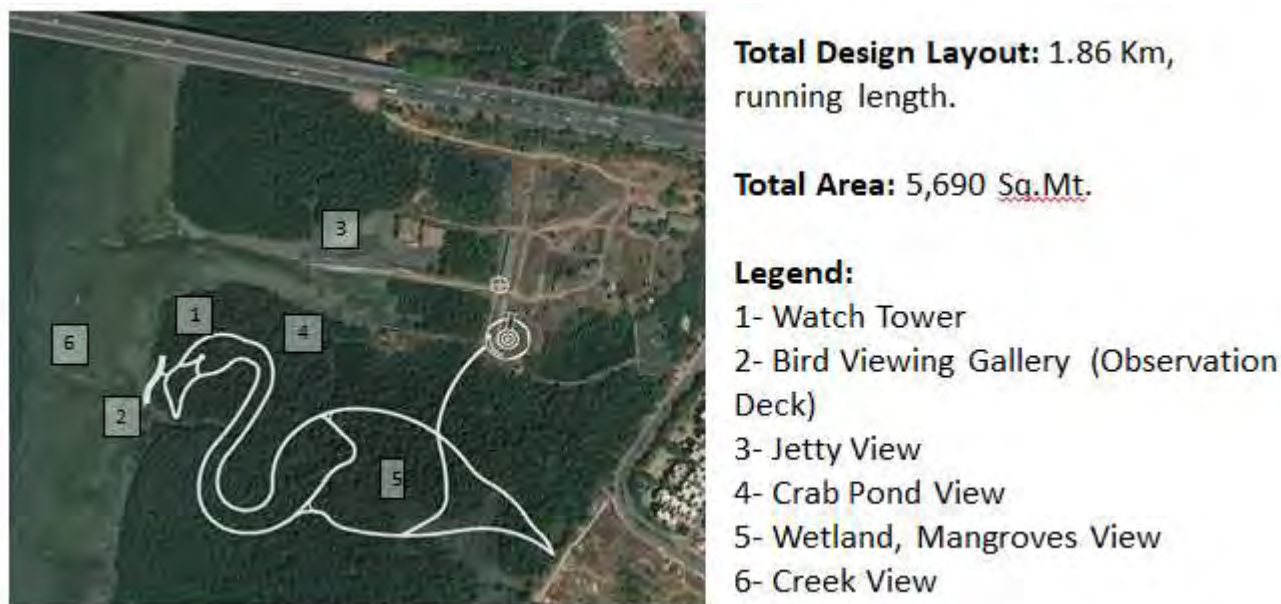 Total Design Layout: 1.86 Km,
running length.
Total Area: 5,690 Sq.Mt.
Legend:
1- Watch Tower
2- Bird Viewing Gallery (Observation
Deck)
3- Jetty View
4- Crab Pond View
5- Wetland, Mangroves View
6- Creek View
3
1
4
6
2
5